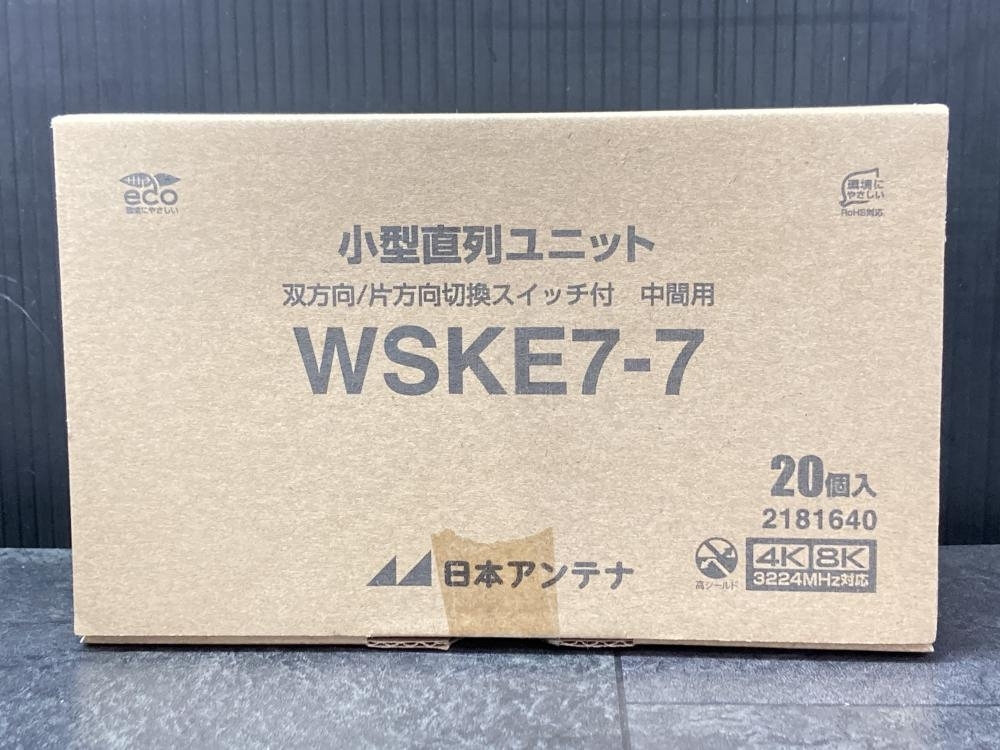 eco
環境にやさしい
環境に
やさしい
RoHS対応
小型直列ユニット
双方向/片方向切換スイッチ付 中間用
WSKE7-7
20個入
2181640
日本アンテナ
高シールド
4K 8K
3224MHz対応